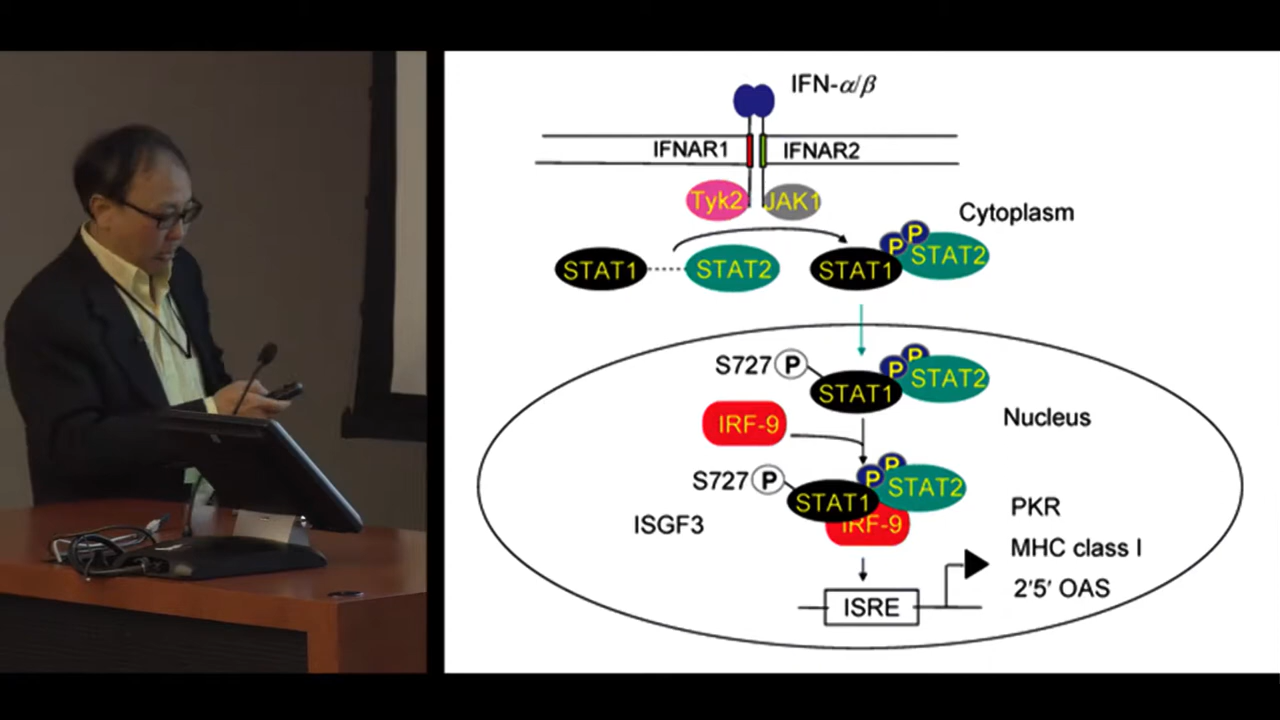 IFN-α/β
IFNAR1 IFNAR2
Tyk2 JAK1
Cytoplasm
P P
STAT1 STAT2 STAT1 STAT2
S727 P P P
STAT1 STAT2
IRF-9
Nucleus
S727 P P P
STAT1 STAT2
ISGF3 IRF-9
PKR
MHC class I
2'5' OAS
ISRE